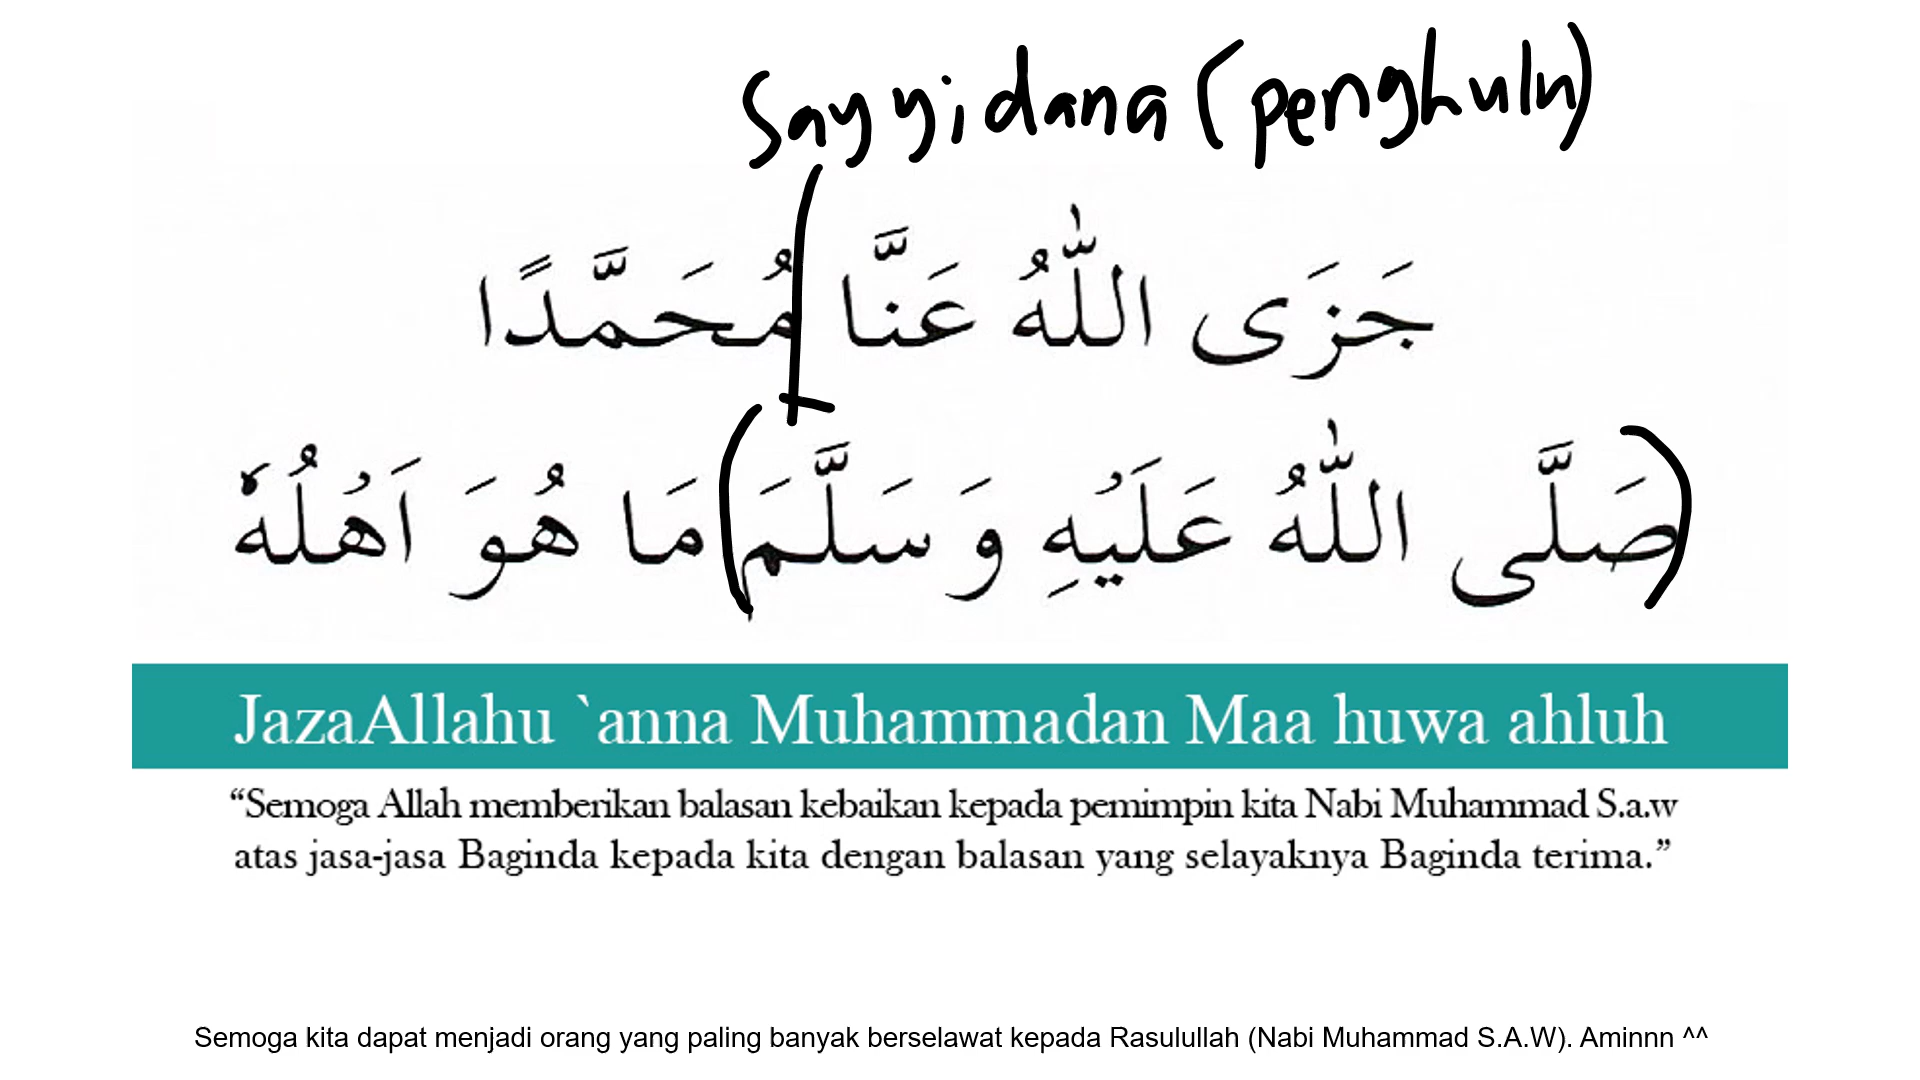 Sayyidana (penghulu)
جَزَى اللّٰهُ عَنَّا مُحَمَّدًا
(صَلَّى اللّٰهُ عَلَيْهِ وَسَلَّمَ) مَا هُوَ اَهْلُهٗ
JazaAllahu `anna Muhammadan Maa huwa ahluh
“Semoga Allah memberikan balasan kebaikan kepada pemimpin kita Nabi Muhammad S.a.w
atas jasa-jasa Baginda kepada kita dengan balasan yang selayaknya Baginda terima.”
Semoga kita dapat menjadi orang yang paling banyak berselawat kepada Rasulullah (Nabi Muhammad S.A.W). Aminnn ^^